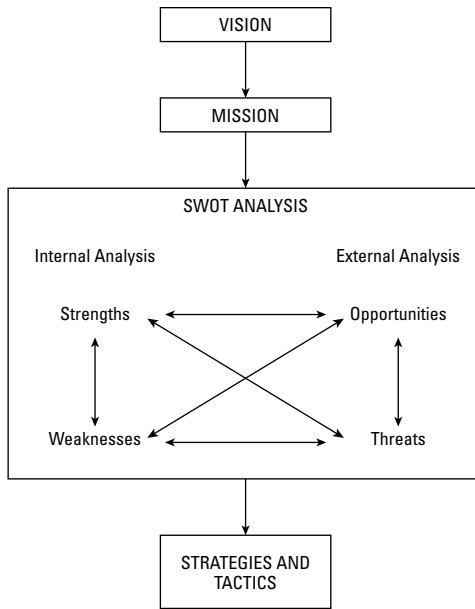 VISION
MISSION
SWOT ANALYSIS
Internal Analysis
External Analysis
Strengths
Opportunities
Weaknesses
Threats
STRATEGIES AND
TACTICS